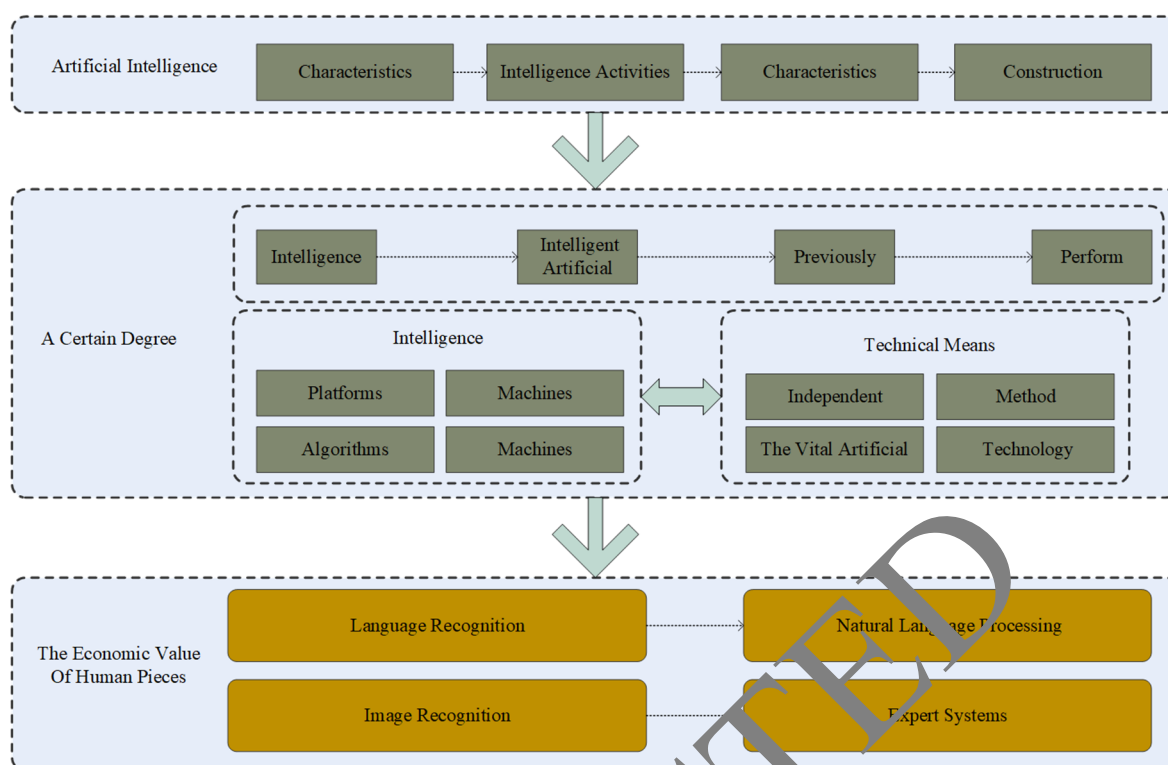 Artificial Intelligence
Characteristics
Intelligence Activities
Characteristics
Construction
A Certain Degree
Intelligence
Intelligent
Artificial
Previously
Perform
Intelligence
Platforms
Machines
Algorithms
Machines
Technical Means
Independent
Method
The Vital Artificial
Technology
The Economic Value
Of Human Pieces
Language Recognition
Natural Language Processing
Image Recognition
Expert Systems
TED